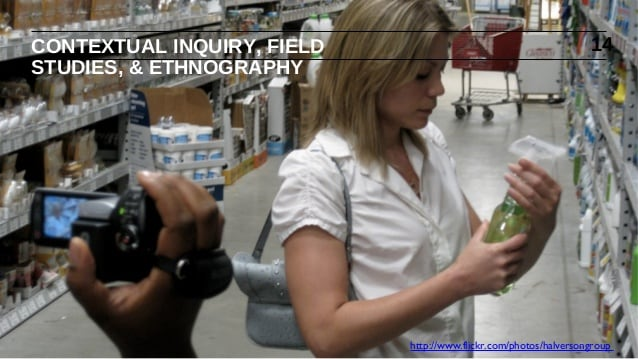 CONTEXTUAL INQUIRY, FIELD
STUDIES, & ETHNOGRAPHY
14
http://www.flickr.com/photos/halversongroup